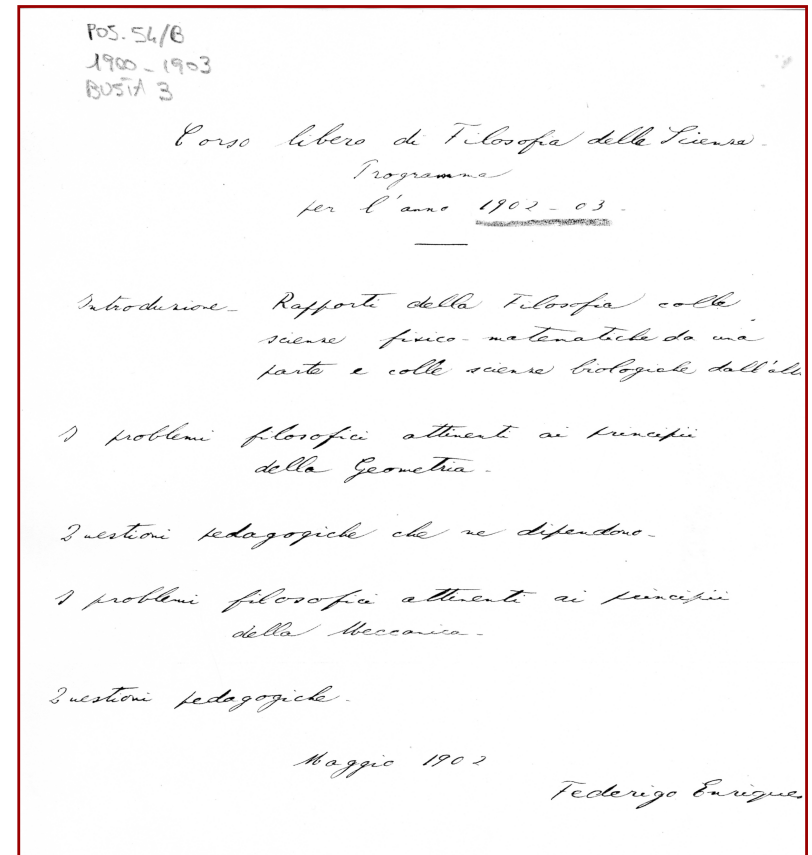 POS. 54/B
1900-1903
BUSTA 3
Corso libero di Filosofia della Scienza-
Programma
per l'anno 1902-03-
Introduzione- Rapporti della Filosofia colle
scienze fisico-matematiche da una
parte e colle scienze biologiche dall'alt
I problemi filosofici attinenti ai principii
della Geometria-
Questioni pedagogiche che ne dipendono-
I problemi filosofici attinenti ai principii
della Meccanica-
Questioni pedagogiche-
Maggio 1902
Federigo Enriques